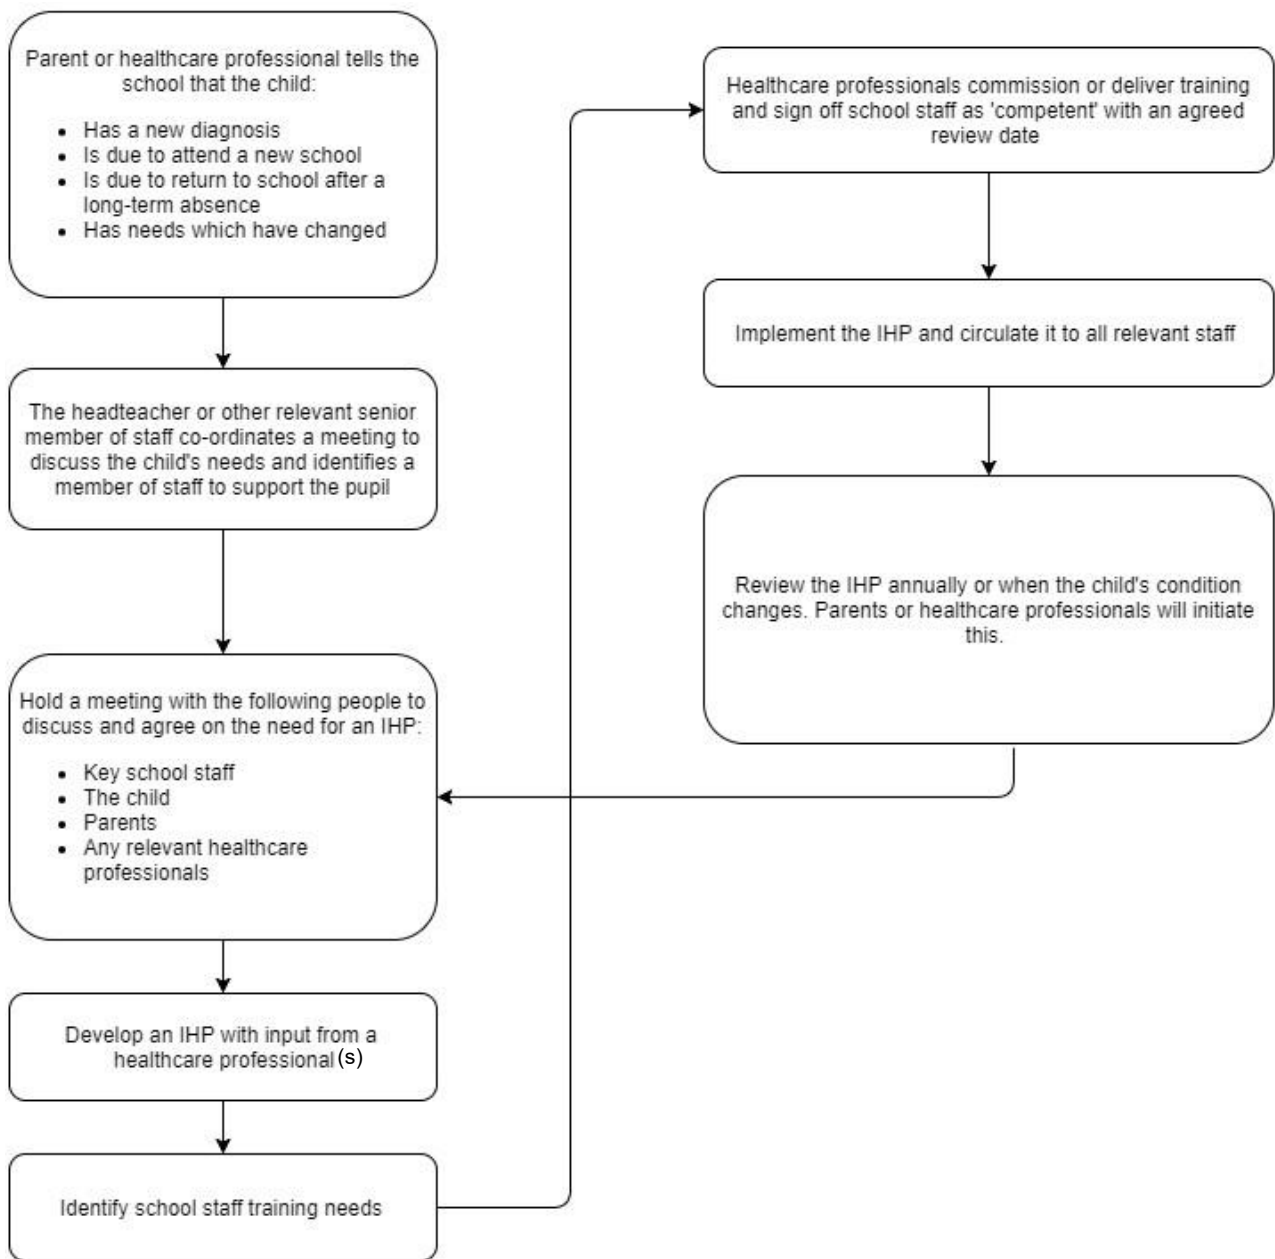 Parent or healthcare professional tells the
school that the child:
• Has a new diagnosis
• Is due to attend a new school
• Is due to return to school after a
long-term absence
• Has needs which have changed
The headteacher or other relevant senior
member of staff co-ordinates a meeting to
discuss the child's needs and identifies a
member of staff to support the pupil
Hold a meeting with the following people to
discuss and agree on the need for an IHP:
• Key school staff
• The child
• Parents
• Any relevant healthcare
professionals
Develop an IHP with input from a
healthcare professional(s)
Identify school staff training needs
Healthcare professionals commission or deliver training
and sign off school staff as 'competent' with an agreed
review date
Implement the IHP and circulate it to all relevant staff
Review the IHP annually or when the child's condition
changes. Parents or healthcare professionals will initiate
this.